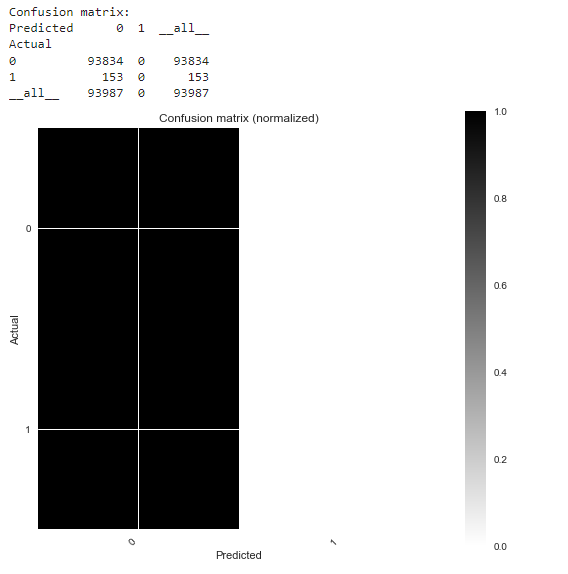 Confusion matrix:
Predicted 0 1 __all__
Actual
0 93834 0 93834
1 153 0 153
__all__ 93987 0 93987
Confusion matrix (normalized)
1.0
0.8
0
0.6
Actual
0.4
1
0.2
0.0
0 1
Predicted